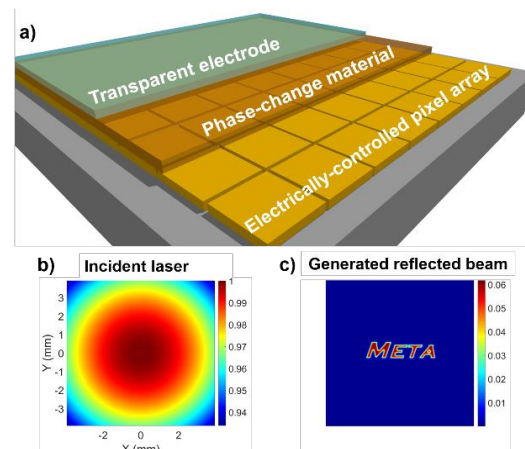 a)
Transparent electrode
Phase-change material
Electrically-controlled pixel array
b)
Incident laser
c)
Generated reflected beam
Y (mm)
3
2
1
0
-1
-2
-3
-2
0
2
X (mm)
1
0.99
0.98
0.97
0.96
0.95
0.94
META
0.06
0.05
0.04
0.03
0.02
0.01